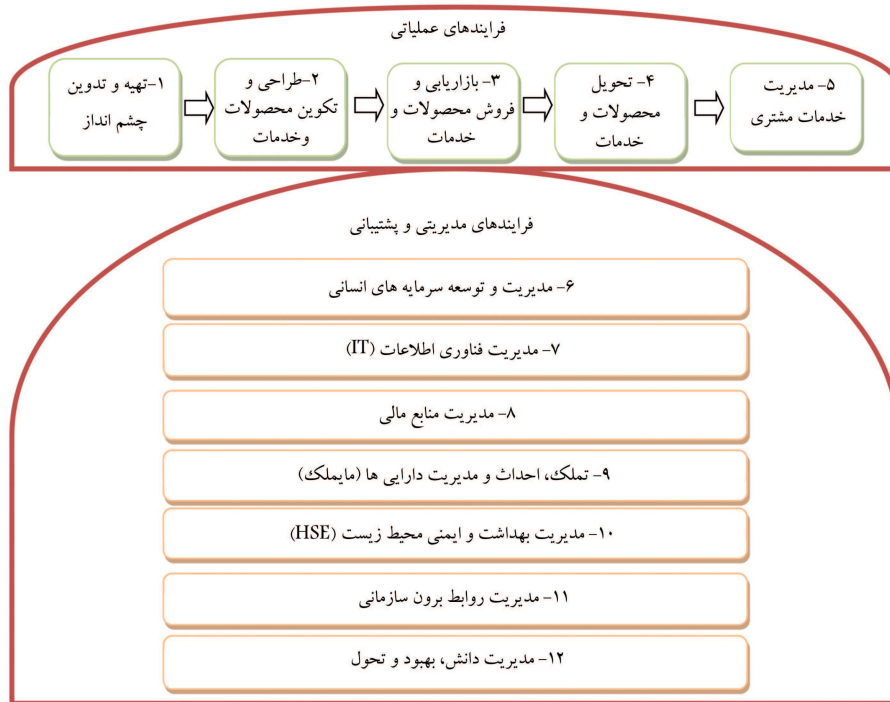 فرایندهای عملیاتی
۱-تهیه و تدوین
چشم انداز
۲-طراحی و
تکوین محصولات
وخدمات
۳- بازاریابی و
فروش محصولات و
خدمات
۴- تحویل
محصولات و
خدمات
۵- مدیریت
خدمات مشتری
فرایندهای مدیریتی و پشتیبانی
۶- مدیریت و توسعه سرمایه های انسانی
۷- مدیریت فناوری اطلاعات (IT)
۸- مدیریت منابع مالی
۹- تملک، احداث و مدیریت دارایی ها (مایملک)
۱۰- مدیریت بهداشت و ایمنی محیط زیست (HSE)
۱۱- مدیریت روابط برون سازمانی
۱۲- مدیریت دانش، بهبود و تحول